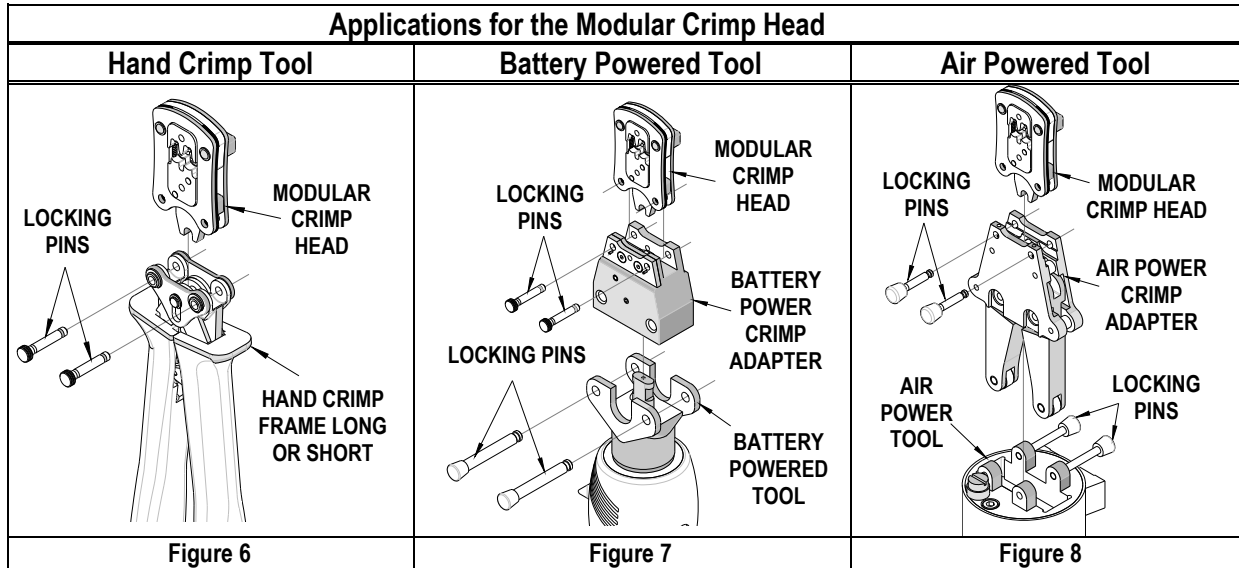 Applications for the Modular Crimp Head
Hand Crimp Tool
Battery Powered Tool
Air Powered Tool
MODULAR
CRIMP
HEAD
LOCKING
PINS
HAND CRIMP
FRAME LONG
OR SHORT
MODULAR
CRIMP
HEAD
LOCKING
PINS
BATTERY
POWER
CRIMP
ADAPTER
LOCKING PINS
BATTERY
POWERED
TOOL
LOCKING
PINS
MODULAR
CRIMP HEAD
AIR POWER
CRIMP
ADAPTER
AIR
POWER
TOOL
LOCKING
PINS
Figure 6
Figure 7
Figure 8